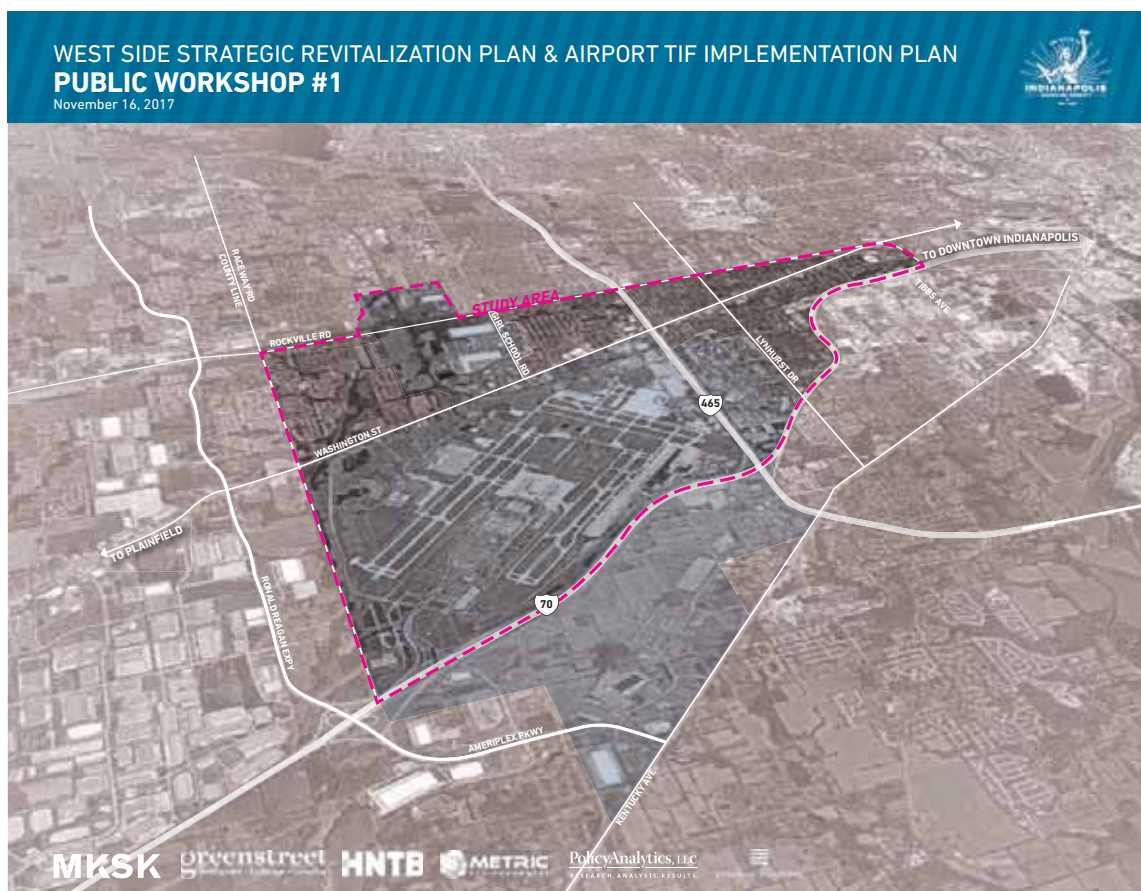 WEST SIDE STRATEGIC REVITALIZATION PLAN & AIRPORT TIF IMPLEMENTATION PLAN
PUBLIC WORKSHOP #1
November 16, 2017
INDIANAPOLIS
RACEWAY RD
COUNTY LINE
TO DOWNTOWN INDIANAPOLIS
STUDY AREA
TIBBS AVE
ROCKVILLE RD
GIRL SCHOOL RD
LYNHURST DR
465
WASHINGTON ST
TO PLAINFIELD
RONALD REAGAN EXPY
70
AMERIPLEX PKWY
KENTUCKY AVE
MKSK
greenstreet
HNTB
METRIC
PolicyAnalytics, LLC
RESEARCH. ANALYSIS. RESULTS.